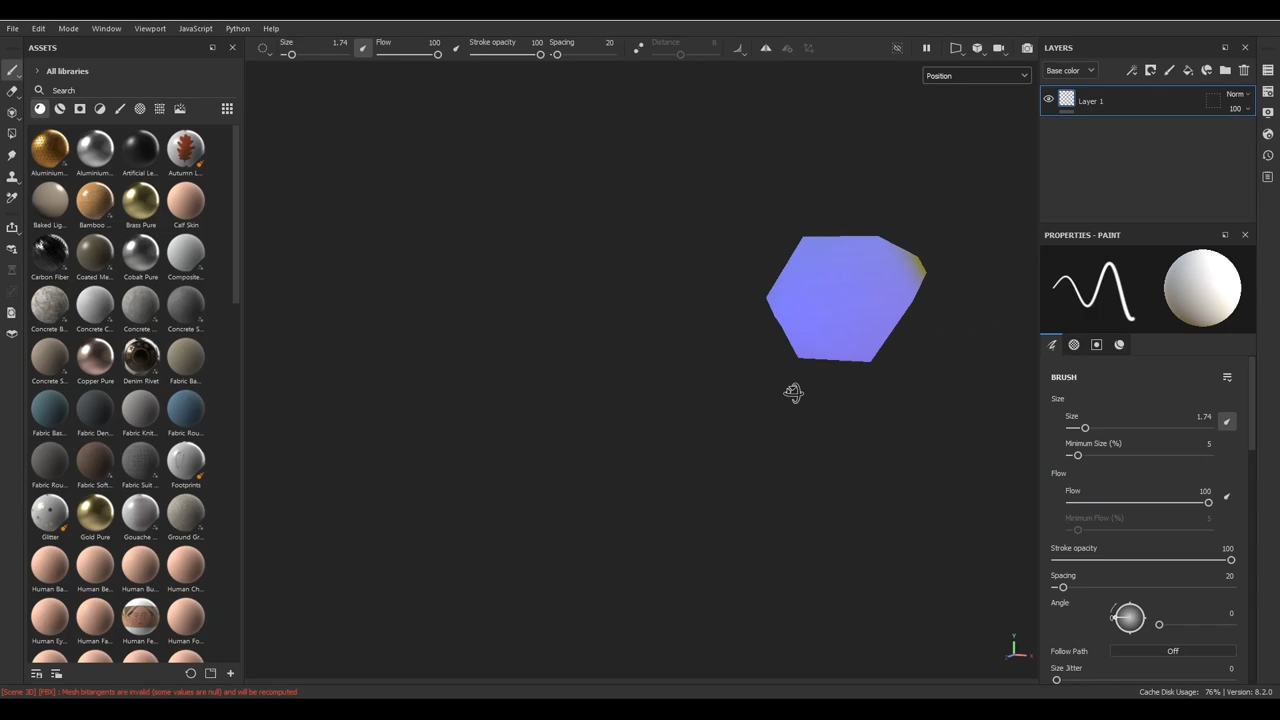 File Edit Mode Window Viewport JavaScript Python Help
ASSETS
Size 1.74 Flow 100 Stroke opacity 100 Spacing 20 Distance 8
LAYERS
All libraries
Search
Position
Base color
Layer 1
Norm
100
Aluminium... Aluminium... Artificial Le... Autumn L...
Baked Lig... Bamboo ... Brass Pure Calf Skin
Carbon Fiber Coated Me... Cobalt Pure Composite...
Concrete B... Concrete C... Concrete ... Concrete S...
Concrete S... Copper Pure Denim Rivet Fabric Ba...
Fabric Bas... Fabric Den... Fabric Knit... Fabric Rou...
Fabric Rou... Fabric Soft... Fabric Suit ... Footprints
Glitter Gold Pure Gouache ... Ground Gr...
Human Ba... Human Be... Human Bu... Human Ch...
Human Ey... Human Fa... Human Fe... Human Fo...
PROPERTIES - PAINT
BRUSH
Size
Size 1.74
Minimum Size (%) 5
Flow
Flow 100
Minimum Flow (%) 5
Stroke opacity 100
Spacing 20
Angle 0
Follow Path Off
Size Jitter 0
Y
[Scene 3D] [FBX] : Mesh bitangents are invalid (some values are null) and will be recomputed
Cache Disk Usage: 76% | Version: 8.2.0